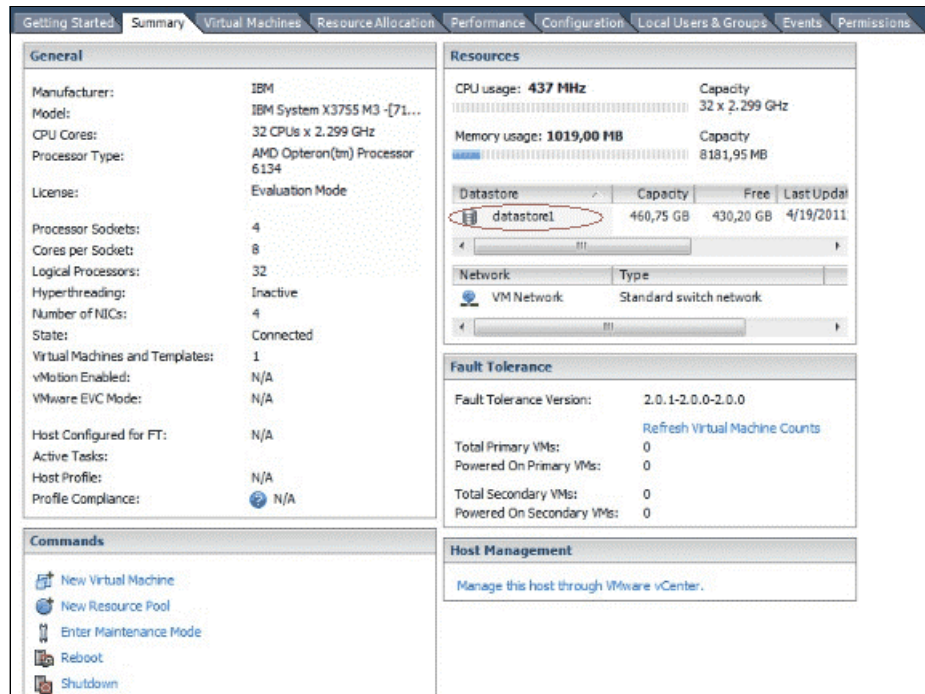 Getting Started Summary Virtual Machines Resource Allocation Performance Configuration Local Users & Groups Events Permissions
General
Manufacturer: IBM
Model: IBM System X3755 M3 -[71...
CPU Cores: 32 CPUs x 2.299 GHz
Processor Type: AMD Opteron(tm) Processor
6134
License: Evaluation Mode
Processor Sockets: 4
Cores per Socket: 8
Logical Processors: 32
Hyperthreading: Inactive
Number of NICs: 4
State: Connected
Virtual Machines and Templates: 1
vMotion Enabled: N/A
VMware EVC Mode: N/A
Host Configured for FT: N/A
Active Tasks:
Host Profile: N/A
Profile Compliance: N/A
Commands
New Virtual Machine
New Resource Pool
Enter Maintenance Mode
Reboot
Shutdown
Resources
CPU usage: 437 MHz Capacity
32 x 2.299 GHz
Memory usage: 1019,00 MB Capacity
8181,95 MB
Datastore Capacity Free Last Updat
datastore1 460,75 GB 430,20 GB 4/19/2011
Network Type
VM Network Standard switch network
Fault Tolerance
Fault Tolerance Version: 2.0.1-2.0.0-2.0.0
Refresh Virtual Machine Counts
Total Primary VMs: 0
Powered On Primary VMs: 0
Total Secondary VMs: 0
Powered On Secondary VMs: 0
Host Management
Manage this host through VMware vCenter.